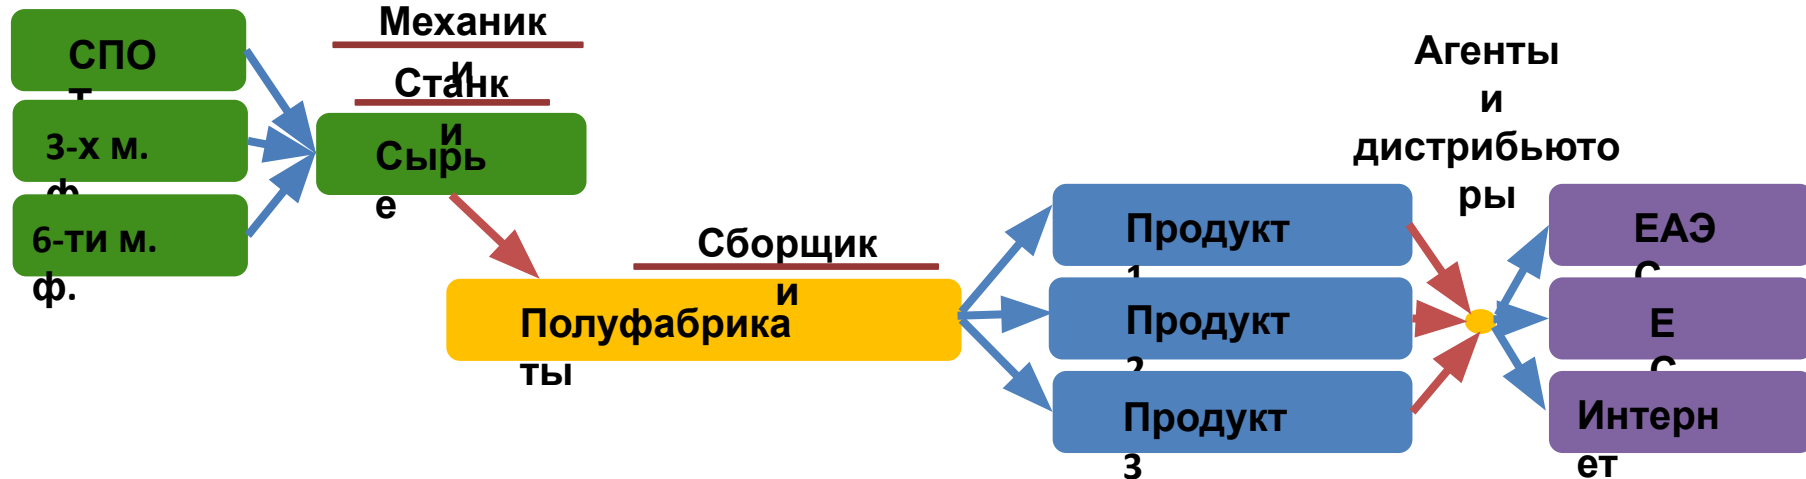 СПО
Т
3-х м.
ф.
6-ти м.
ф.
Механик
и
Станк
и
Сырь
е
Сборщик
и
Полуфабрика
ты
Продукт
1
Продукт
2
Продукт
3
Агенты
и
дистрибьюто
ры
ЕАЭ
С
Е
С
Интерн
ет